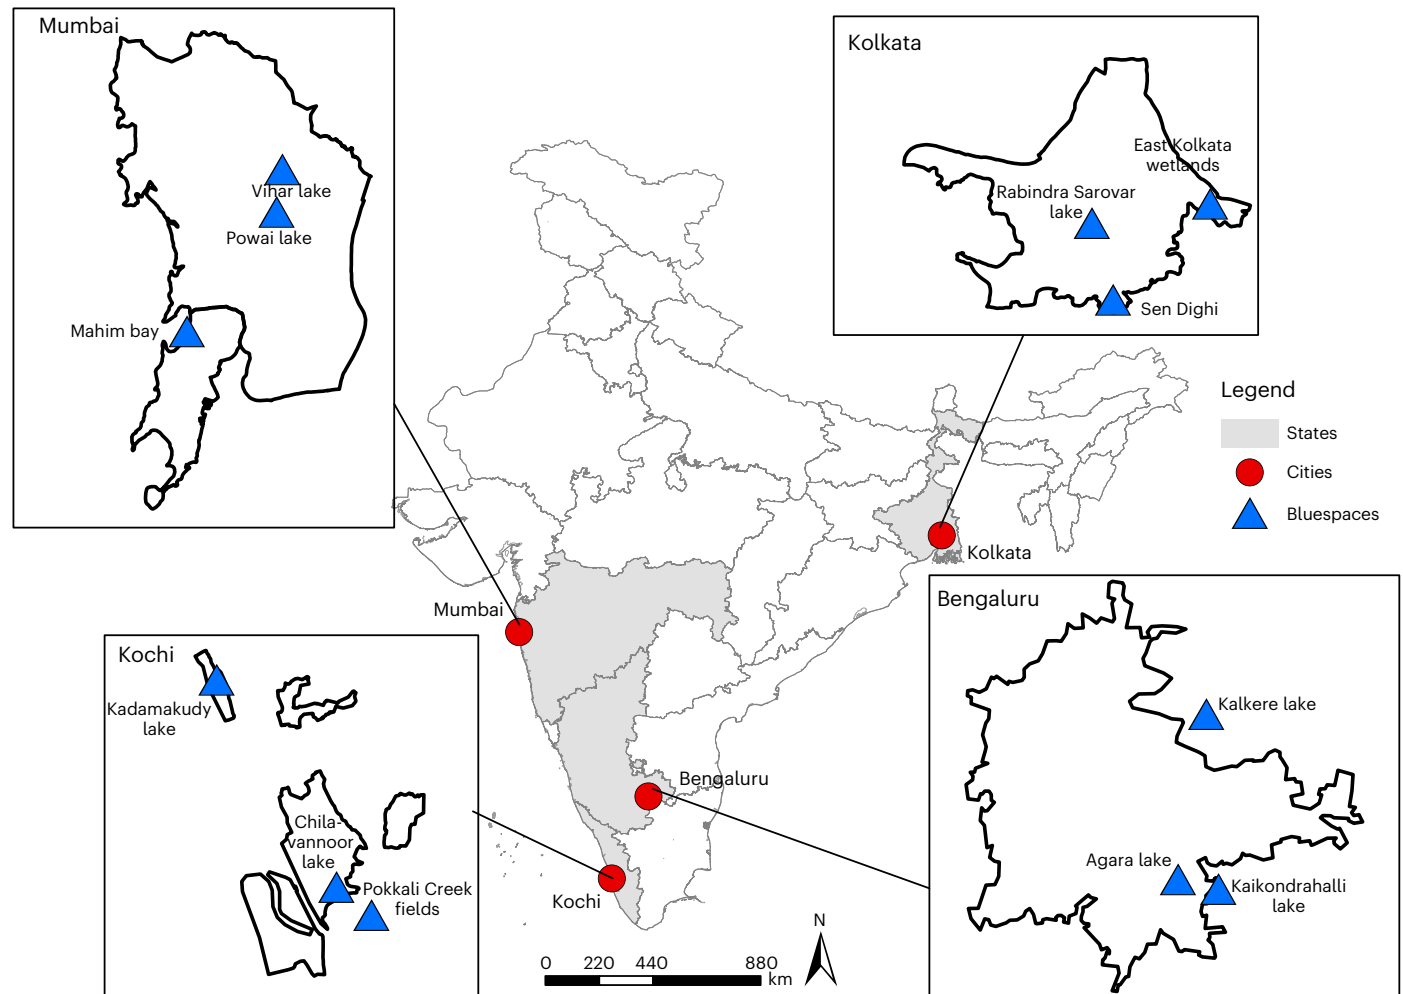 Mumbai
Vihar lake
Powai lake
Mahim bay
Kolkata
East Kolkata
wetlands
Rabindra Sarovar
lake
Sen Dighi
Legend
States
Cities
Bluespaces
Kolkata
Mumbai
Bengaluru
Kochi
Kochi
Kadamakudy
lake
Chila-
vannoor
lake
Pokkali Creek
fields
Bengaluru
Kalkere lake
Agara lake
Kaikondrahalli
lake
N
0 220 440 880
km